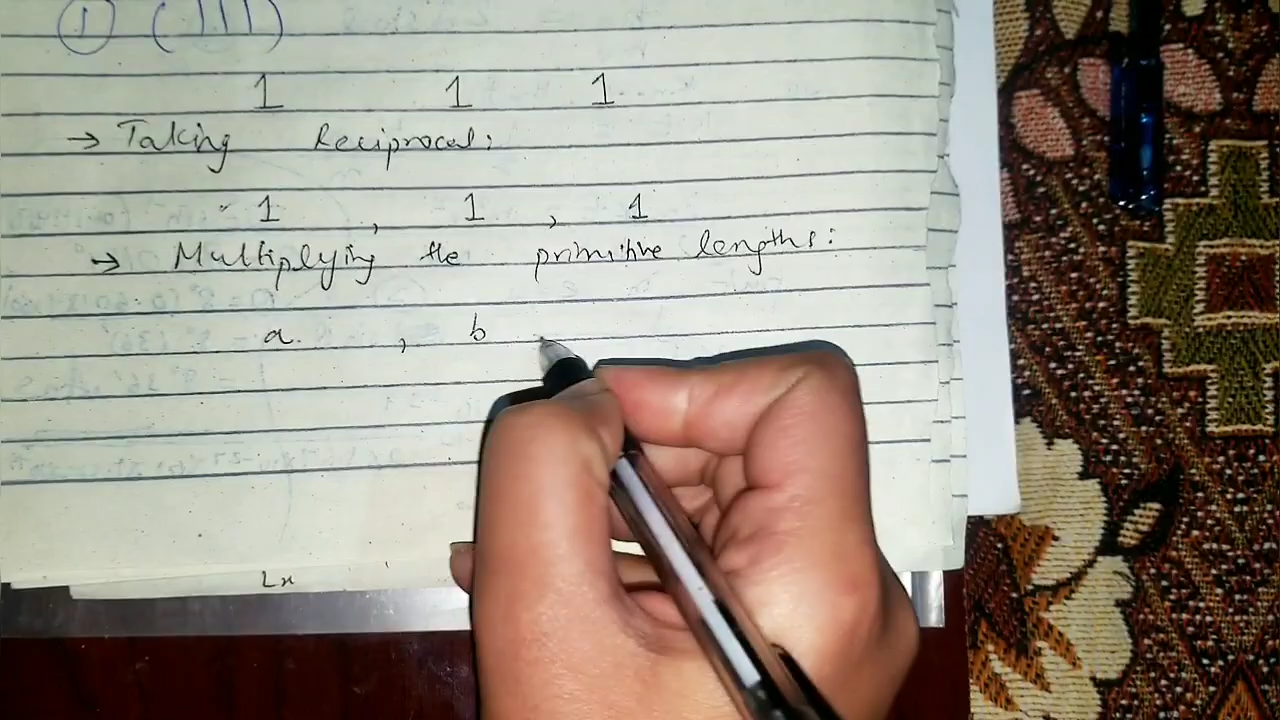 ① (111)
1 1 1
→ Taking Reciprocal:
1 , 1 , 1
→ Multiplying the primitive lengths:
a , b